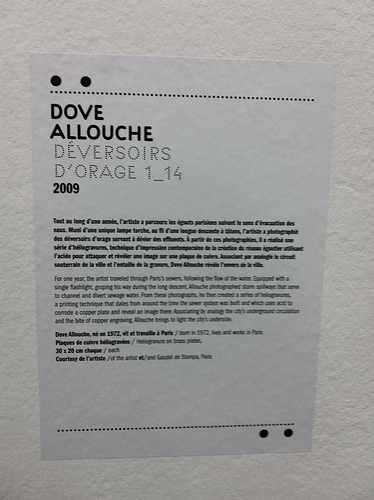 DOVE
ALLOUCHE
DÉVERSOIRS
D'ORAGE 1_14
2009
Tout au long d'une année, l'artiste a parcouru les égouts parisiens suivant le sens d'évacuation des
eaux. Muni d'une unique lampe torche, au fil d'une longue descente à tâtons, l'artiste a photographié
des déversoirs d'orage servant à dévier des effluents. À partir de ces photographies, il a réalisé une
série d'héliogravures, technique d'impression contemporaine de la création du réseau égoutier utilisant
l'acide pour attaquer et révéler une image sur la plaque de cuivre. Associant par analogie le circuit
souterrain de la ville et l'entaille de la gravure, Dove Allouche révèle l'envers de la ville.
For one year, the artist traveled through Paris's sewers, following the flow of the water. Equipped with a
single flashlight, groping his way during the long descent, Allouche photographed storm spillways that serve
to channel and divert sewage water. From these photographs, he then created a series of heliogravures,
a printing technique that dates from around the time the sewer system was built and which uses acid to
corrode a copper plate and reveal an image there. Associating by analogy the city's underground circulation
and the bite of copper engraving, Allouche brings to light the city's underside.
Dove Allouche, né en 1972, vit et travaille à Paris / born in 1972, lives and works in Paris
Plaques de cuivre héliogravées / Heliogravure on brass plates.
30 x 20 cm chaque / each
Courtesy de l'artiste / of the artist et/and Gaudel de Stampa, Paris